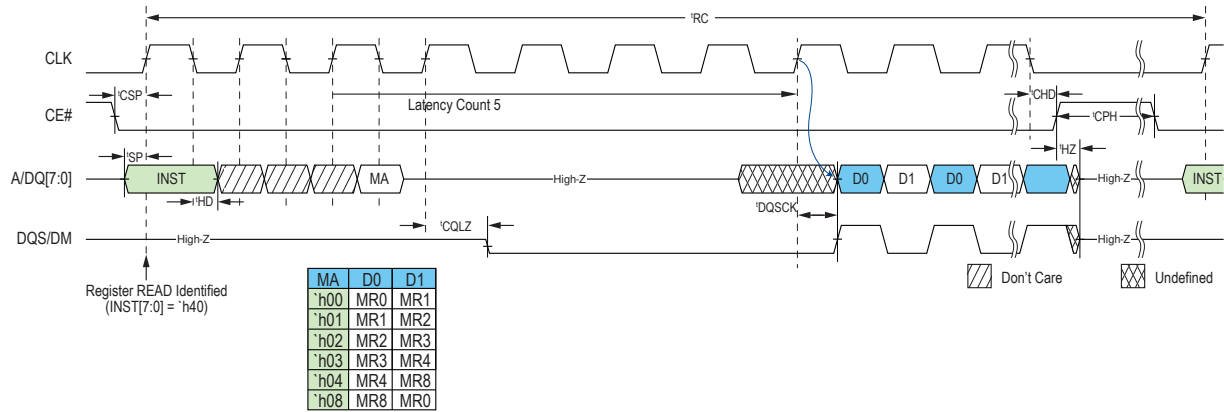 tRC
CLK
tCSP
Latency Count 5
tCHD
CE#
tCPH
tSP
tHZ
A/DQ[7:0]
INST
MA
High-Z
D0
D1
D0
D1
High-Z
INST
tHD
tDQSCK
tCQLZ
DQS/DM
High-Z
High-Z
Don't Care
Undefined
Register READ Identified
(INST[7:0] = `h40)
MA D0 D1
`h00 MR0 MR1
`h01 MR1 MR2
`h02 MR2 MR3
`h03 MR3 MR4
`h04 MR4 MR8
`h08 MR8 MR0